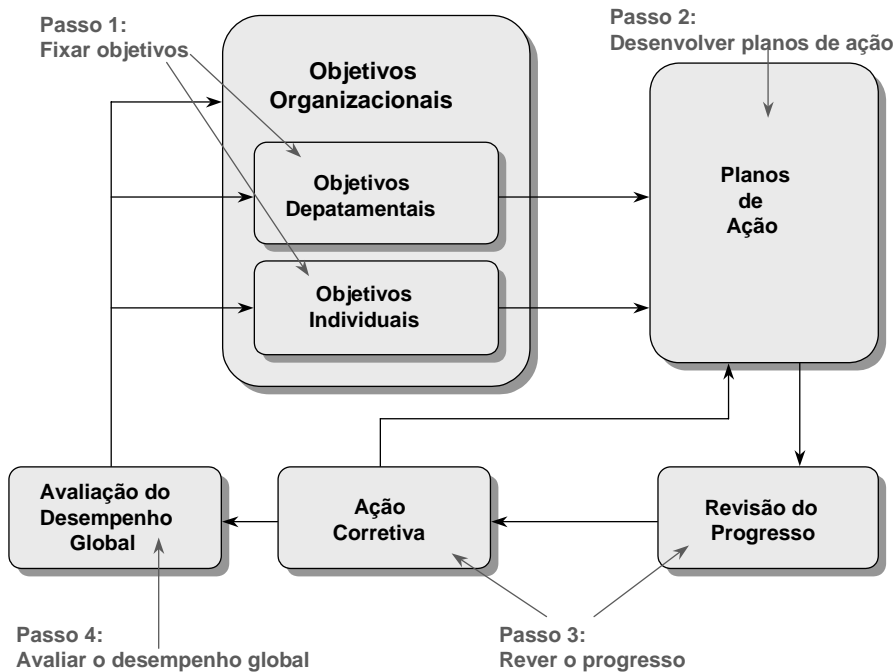 Passo 1:
Fixar objetivos
Passo 2:
Desenvolver planos de ação
Objetivos
Organizacionais
Objetivos
Depatamentais
Objetivos
Individuais
Planos
de
Ação
Avaliação do
Desempenho
Global
Ação
Corretiva
Revisão do
Progresso
Passo 4:
Avaliar o desempenho global
Passo 3:
Rever o progresso